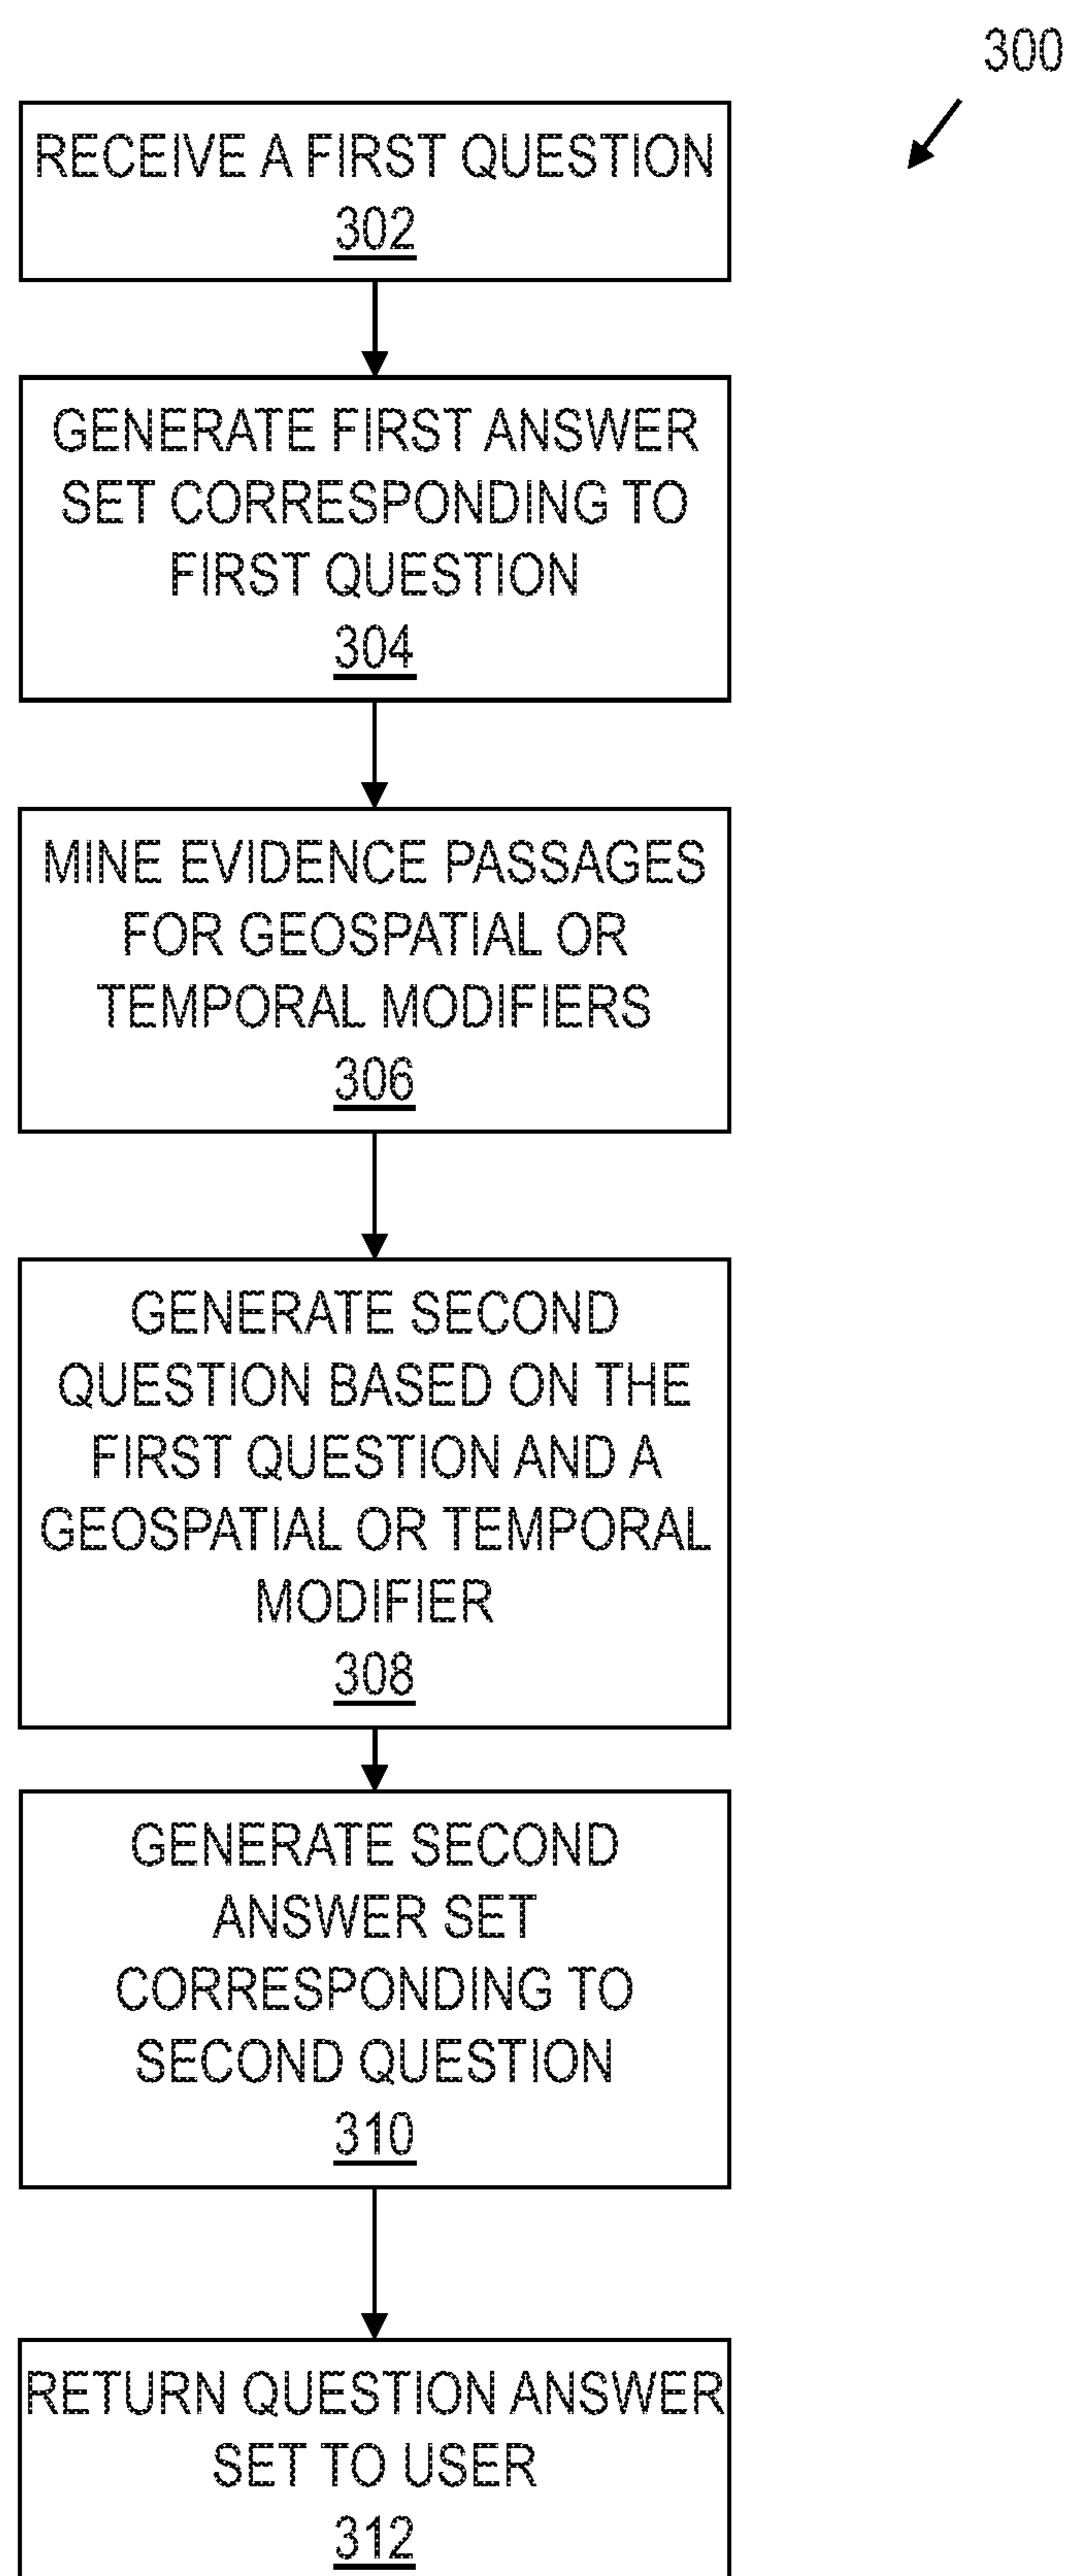 300
RECEIVE A FIRST QUESTION
302
GENERATE FIRST ANSWER
SET CORRESPONDING TO
FIRST QUESTION
304
MINE EVIDENCE PASSAGES
FOR GEOSPATIAL OR
TEMPORAL MODIFIERS
306
GENERATE SECOND
QUESTION BASED ON THE
FIRST QUESTION AND A
GEOSPATIAL OR TEMPORAL
MODIFIER
308
GENERATE SECOND
ANSWER SET
CORRESPONDING TO
SECOND QUESTION
310
RETURN QUESTION ANSWER
SET TO USER
312